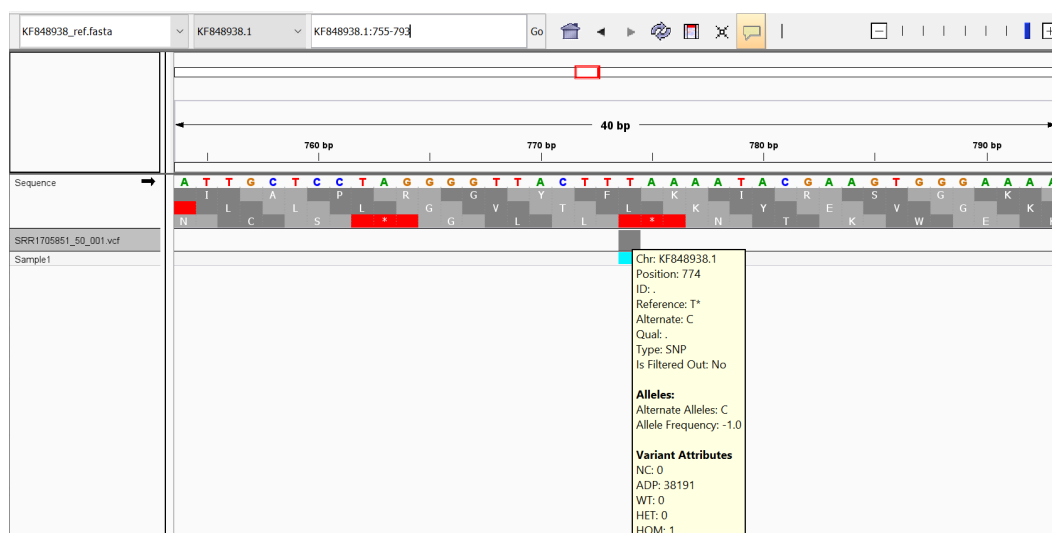 KF848938_ref.fasta KF848938.1 KF848938.1:755-793 Go
40 bp
760 bp 770 bp 780 bp 790 bp
Sequence A T T G C T C C T A G G G G T T A C T T T A A A A T A C G A A G T G G G A A A A
I A P R G Y F K I R S G K
L L L G V T L K Y E V G K
N C S * G L L * N T K W E
SRR1705851_50_001.vcf
Sample1
Chr: KF848938.1
Position: 774
ID: .
Reference: T*
Alternate: C
Qual: .
Type: SNP
Is Filtered Out: No
Alleles:
Alternate Alleles: C
Allele Frequency: -1.0
Variant Attributes
NC: 0
ADP: 38191
WT: 0
HET: 0
HOM: 1